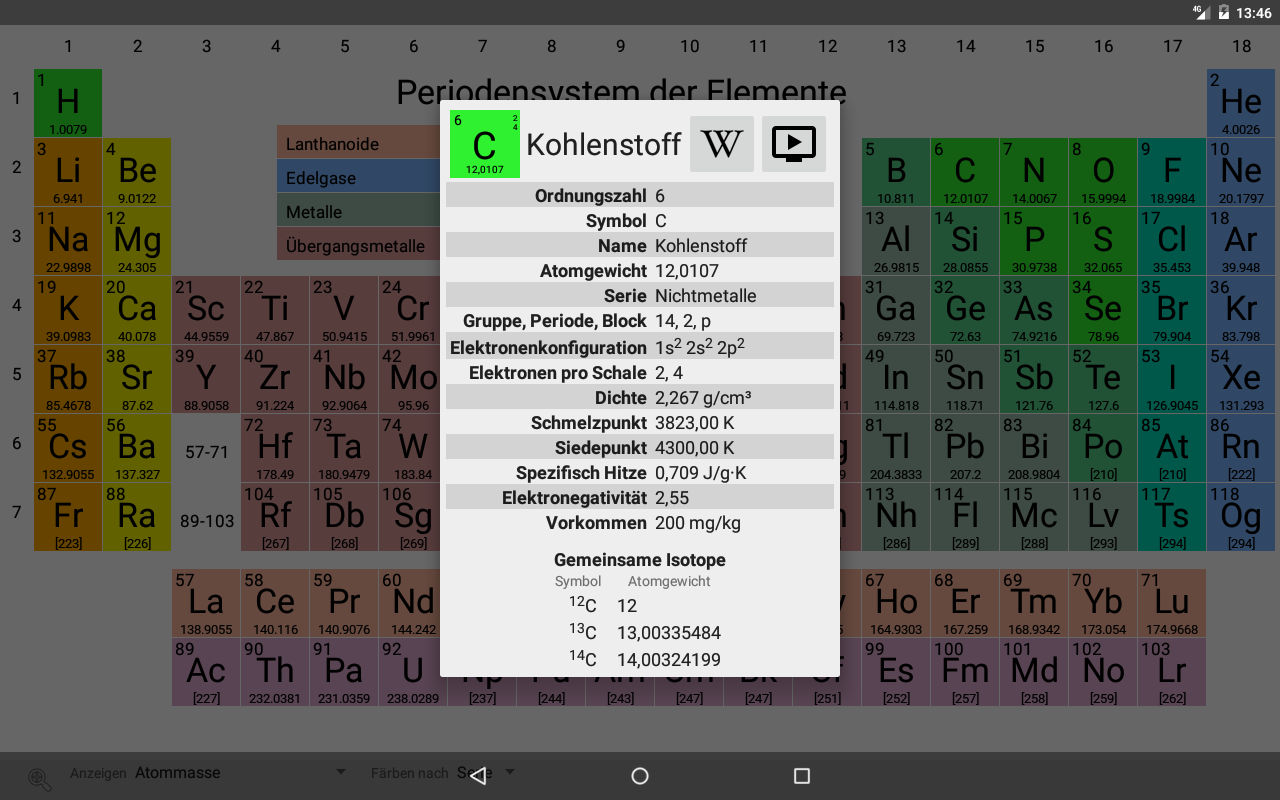 4G 13:46
1 2 3 4 5 6 7 8 9 10 11 12 13 14 15 16 17 18
Periodensystem der Elemente
1
1 H 1.0079
2 He 4.0026
2
3 Li 6.941
4 Be 9.0122
5 B 10.811
6 C 12.0107
7 N 14.0067
8 O 15.9994
9 F 18.9984
10 Ne 20.1797
3
11 Na 22.9898
12 Mg 24.305
13 Al 26.9815
14 Si 28.0855
15 P 30.9738
16 S 32.065
17 Cl 35.453
18 Ar 39.948
Lanthanoide
Edelgase
Metalle
Übergangsmetalle
4
19 K 39.0983
20 Ca 40.078
21 Sc 44.9559
22 Ti 47.867
23 V 50.9415
24 Cr 51.9961
31 Ga 69.723
32 Ge 72.63
33 As 74.9216
34 Se 78.96
35 Br 79.904
36 Kr 83.798
5
37 Rb 85.4678
38 Sr 87.62
39 Y 88.9058
40 Zr 91.224
41 Nb 92.9064
42 Mo 95.96
49 In 114.818
50 Sn 118.71
51 Sb 121.76
52 Te 127.6
53 I 126.9045
54 Xe 131.293
6
55 Cs 132.9055
56 Ba 137.327
57-71
72 Hf 178.49
73 Ta 180.9479
74 W 183.84
81 Tl 204.3833
82 Pb 207.2
83 Bi 208.9804
84 Po [210]
85 At [210]
86 Rn [222]
7
87 Fr [223]
88 Ra [226]
89-103
104 Rf [267]
105 Db [268]
106 Sg [269]
113 Nh [286]
114 Fl [289]
115 Mc [288]
116 Lv [293]
117 Ts [294]
118 Og [294]
57 La 138.9055
58 Ce 140.116
59 Pr 140.9076
60 Nd 144.242
67 Ho 164.9303
68 Er 167.259
69 Tm 168.9342
70 Yb 173.054
71 Lu 174.9668
89 Ac [227]
90 Th 232.0381
91 Pa 231.0359
92 U 238.0289
[237]
[244]
[243]
[247]
[247]
[251]
99 Es [252]
100 Fm [257]
101 Md [258]
102 No [259]
103 Lr [262]
6 C 2 4 12,0107
Kohlenstoff W
Ordnungszahl 6
Symbol C
Name Kohlenstoff
Atomgewicht 12,0107
Serie Nichtmetalle
Gruppe, Periode, Block 14, 2, p
Elektronenkonfiguration 1s² 2s² 2p²
Elektronen pro Schale 2, 4
Dichte 2,267 g/cm³
Schmelzpunkt 3823,00 K
Siedepunkt 4300,00 K
Spezifisch Hitze 0,709 J/g·K
Elektronegativität 2,55
Vorkommen 200 mg/kg
Gemeinsame Isotope
Symbol Atomgewicht
¹²C 12
¹³C 13,00335484
¹⁴C 14,00324199
Anzeigen Atommasse Färben nach Serie